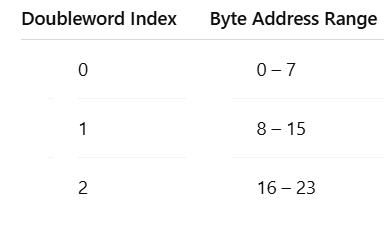 Doubleword Index Byte Address Range
0 0 – 7
1 8 – 15
2 16 – 23